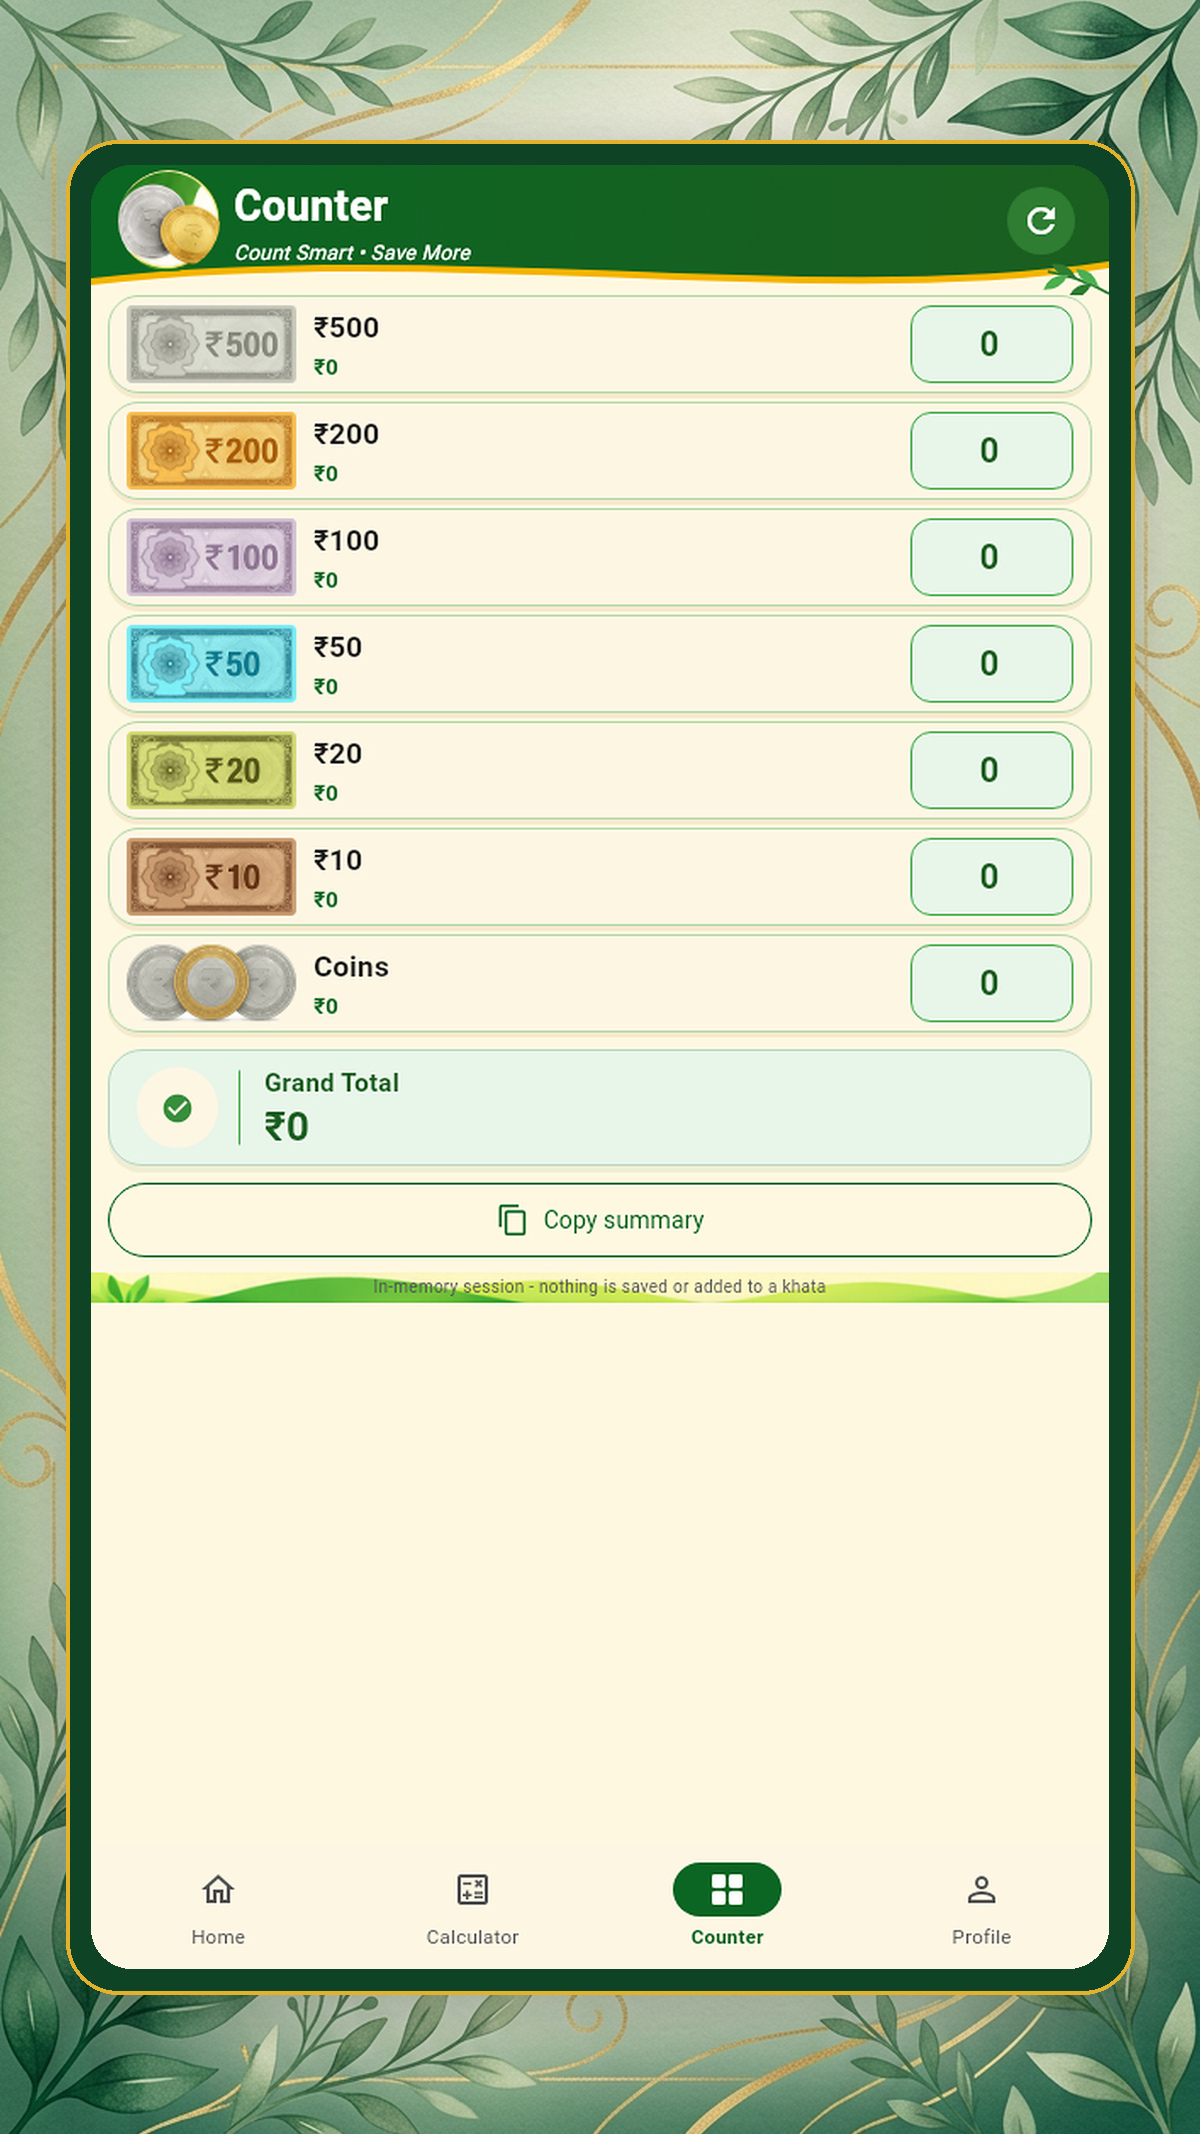 Counter
Count Smart • Save More
₹500
₹500
₹0
0
₹200
₹200
₹0
0
₹100
₹100
₹0
0
₹50
₹50
₹0
0
₹20
₹20
₹0
0
₹10
₹10
₹0
0
Coins
₹0
0
Grand Total
₹0
Copy summary
In-memory session - nothing is saved or added to a khata
Home
Calculator
Counter
Profile